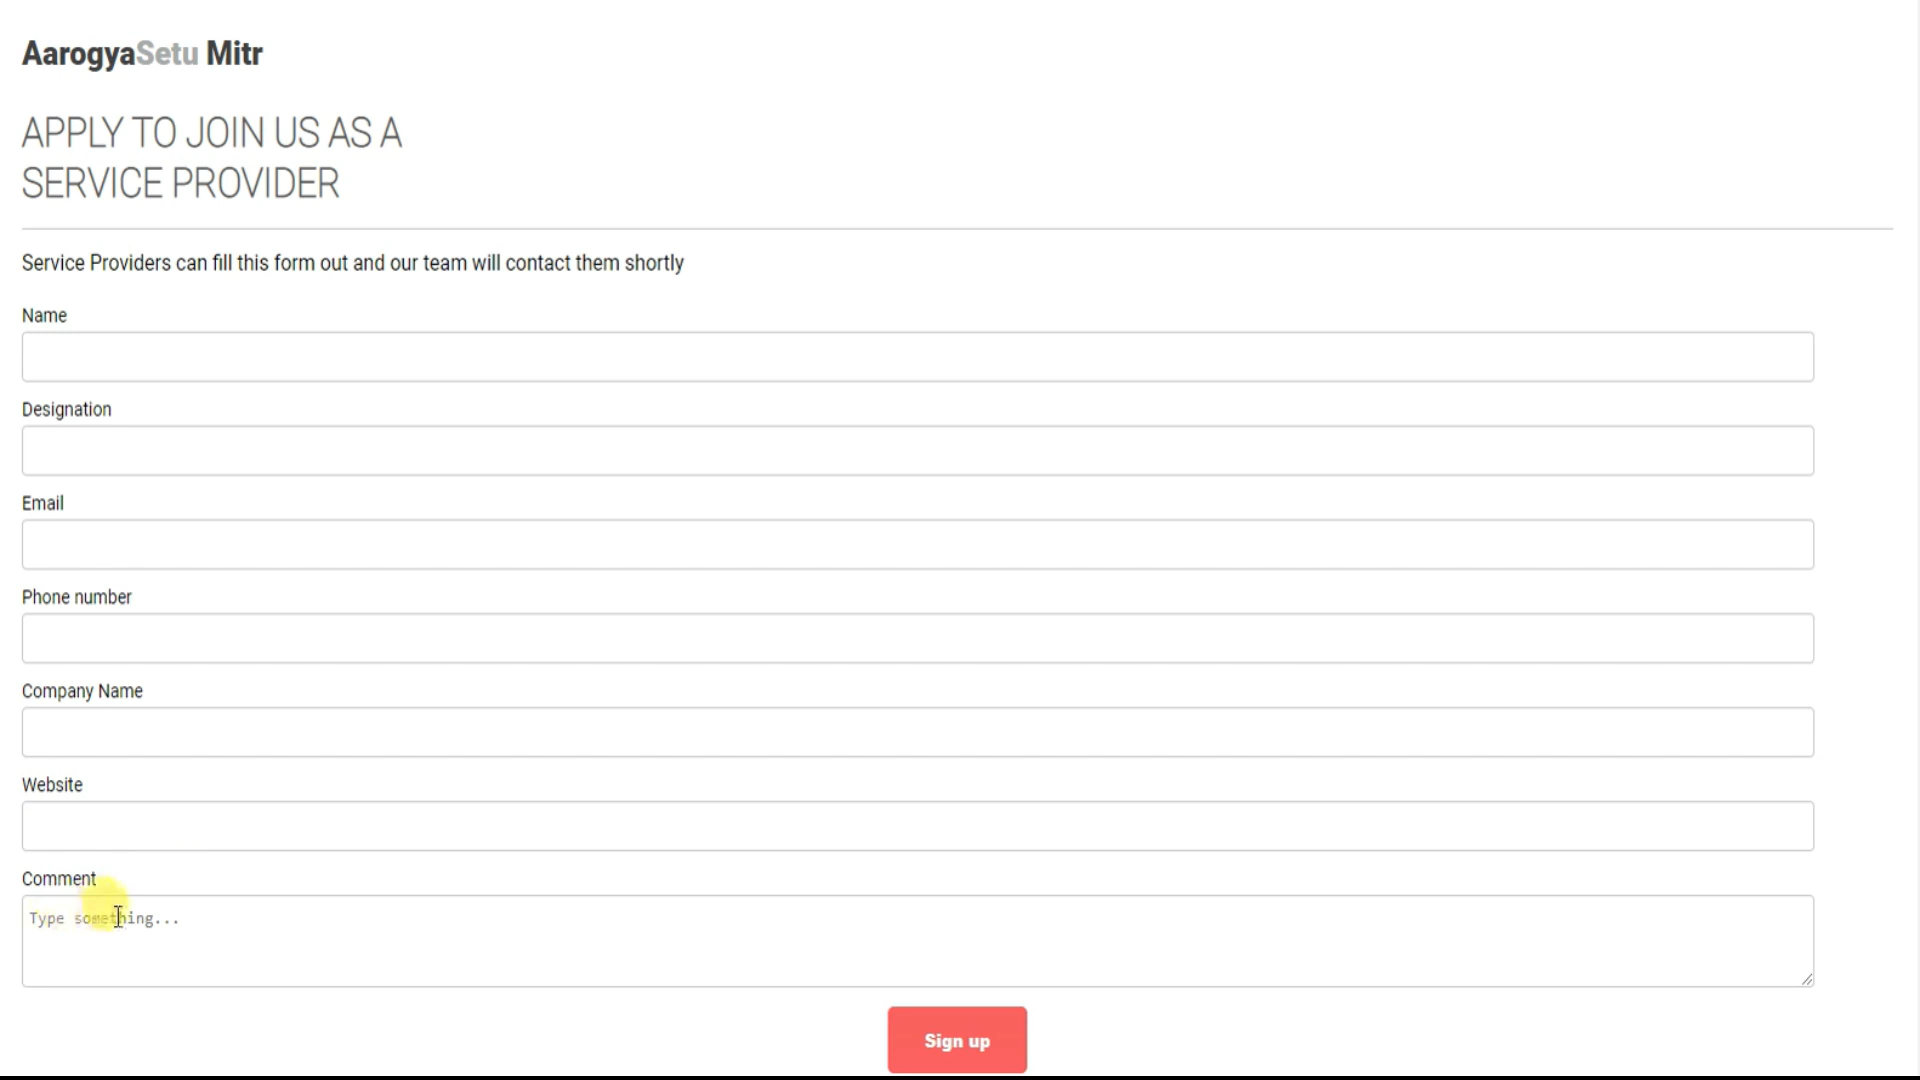 AarogyaSetu Mitr
APPLY TO JOIN US AS A
SERVICE PROVIDER
Service Providers can fill this form out and our team will contact them shortly
Name
Designation
Email
Phone number
Company Name
Website
Comment
Type something...
Sign up